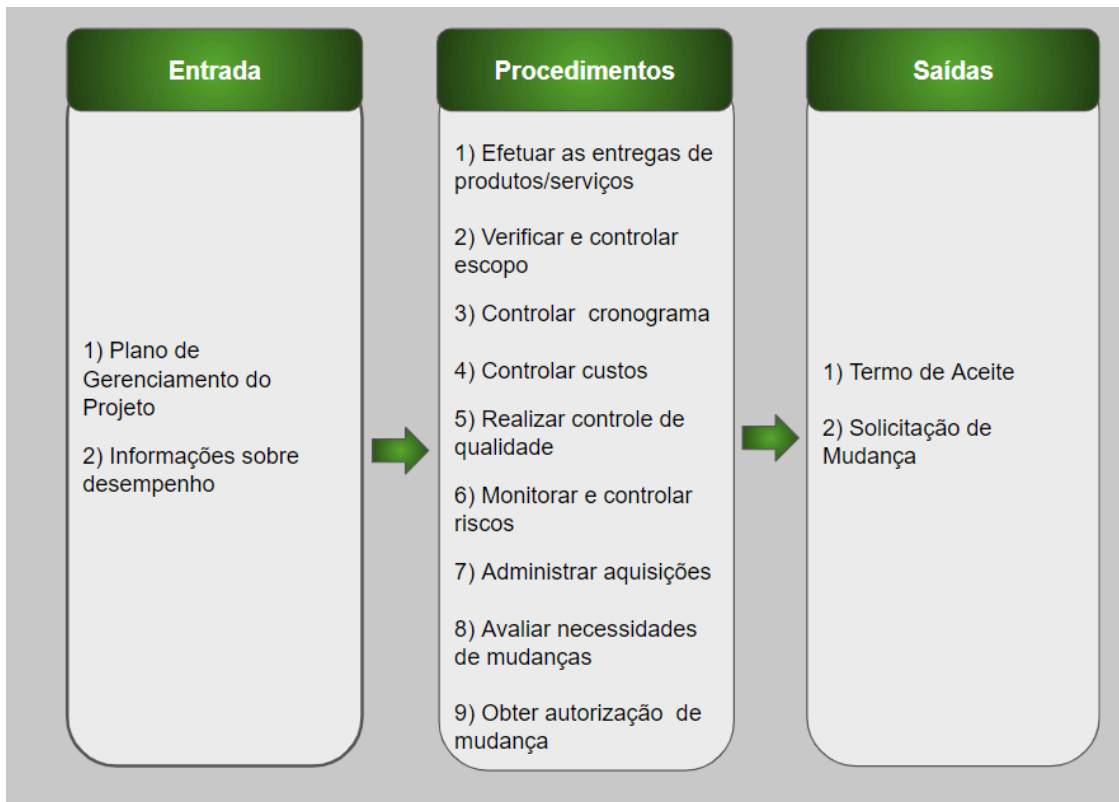 Entrada
1) Plano de
Gerenciamento do
Projeto
2) Informações sobre
desempenho
Procedimentos
1) Efetuar as entregas de
produtos/serviços
2) Verificar e controlar
escopo
3) Controlar cronograma
4) Controlar custos
5) Realizar controle de
qualidade
6) Monitorar e controlar
riscos
7) Administrar aquisições
8) Avaliar necessidades
de mudanças
9) Obter autorização de
mudança
Saídas
1) Termo de Aceite
2) Solicitação de
Mudança